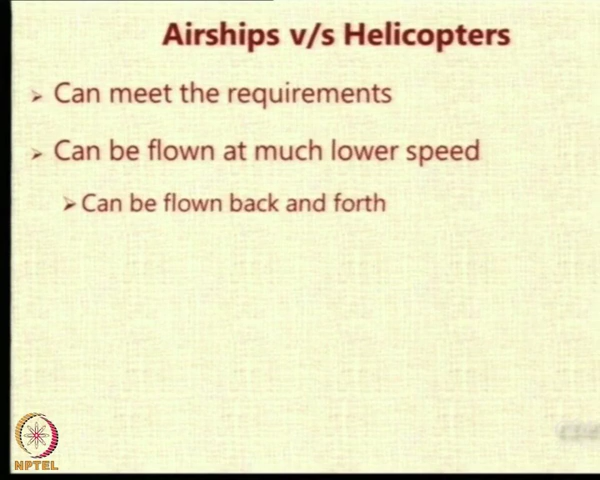 Airships v/s Helicopters
Can meet the requirements
Can be flown at much lower speed
Can be flown back and forth
NPTEL